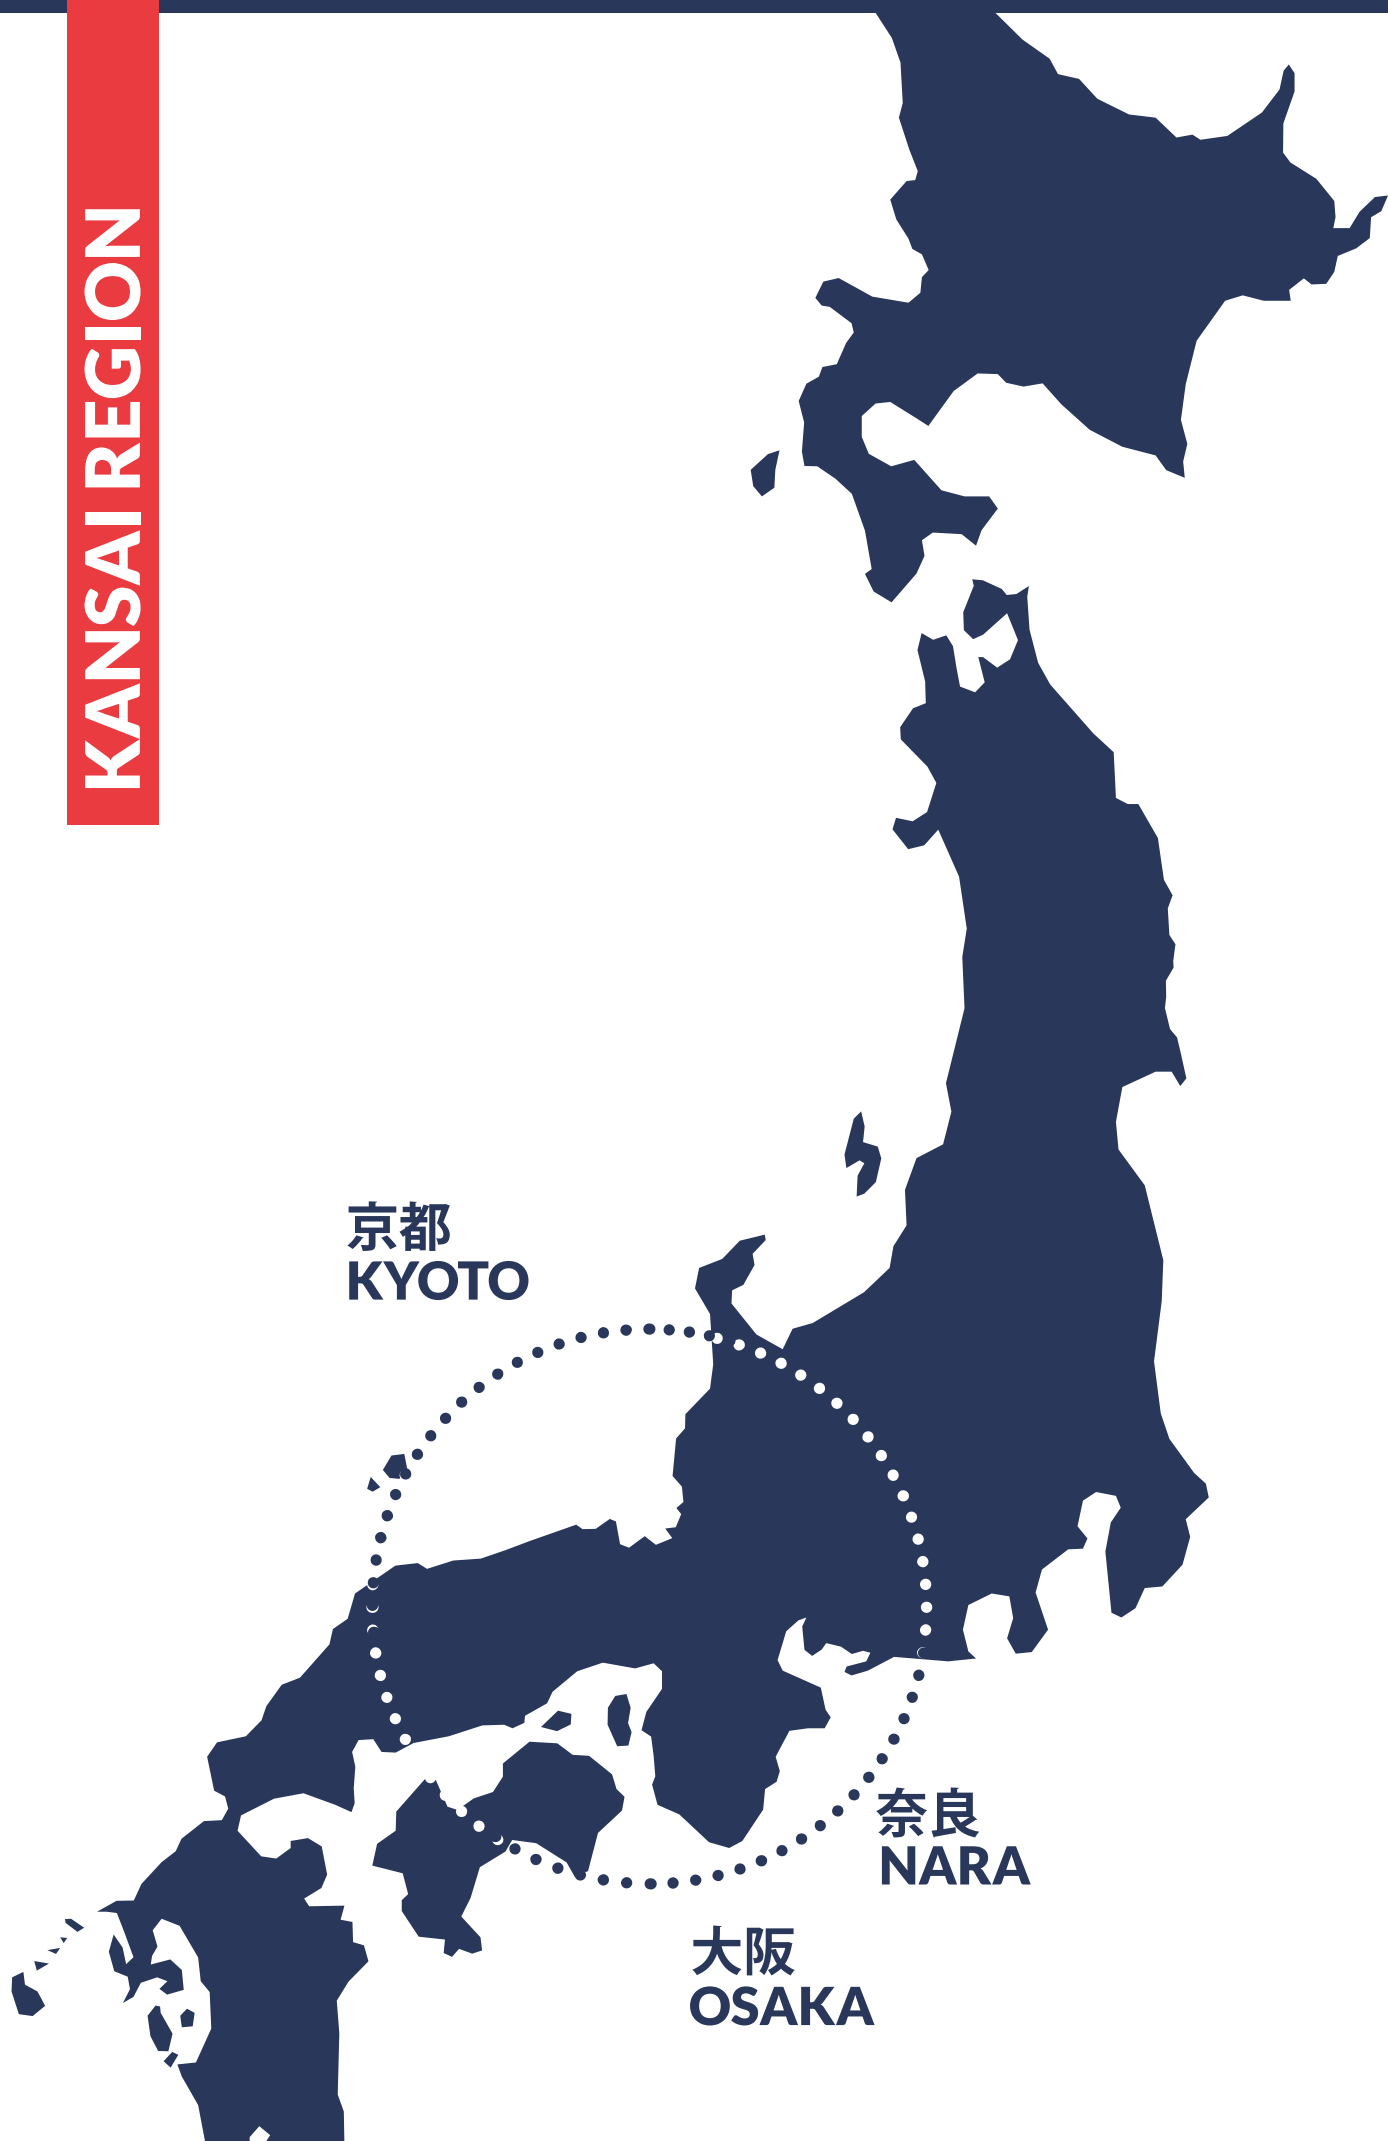 KANSAI REGION
京都
KYOTO
奈良
NARA
大阪
OSAKA